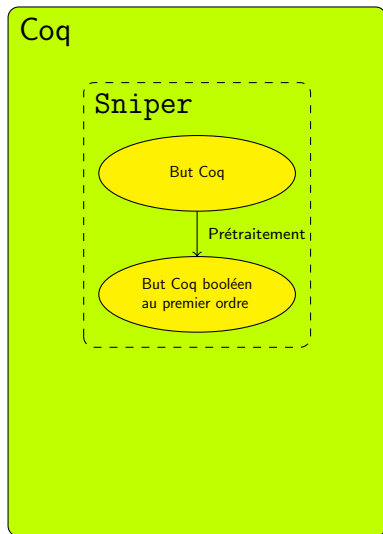 Coq
Sniper
But Coq
Prétraitement
But Coq booléen
au premier ordre